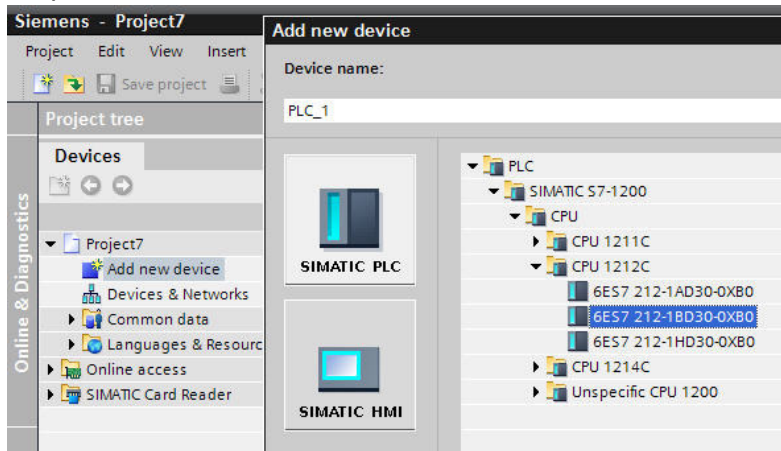 Siemens - Project7
Project Edit View Insert
Save project
Project tree
Devices
Online & Diagnostics
Project7
Add new device
Devices & Networks
Common data
Languages & Resourc
Online access
SIMATIC Card Reader
Add new device
Device name:
PLC_1
SIMATIC PLC
SIMATIC HMI
PLC
SIMATIC S7-1200
CPU
CPU 1211C
CPU 1212C
6ES7 212-1AD30-0XB0
6ES7 212-1BD30-0XB0
6ES7 212-1HD30-0XB0
CPU 1214C
Unspecific CPU 1200